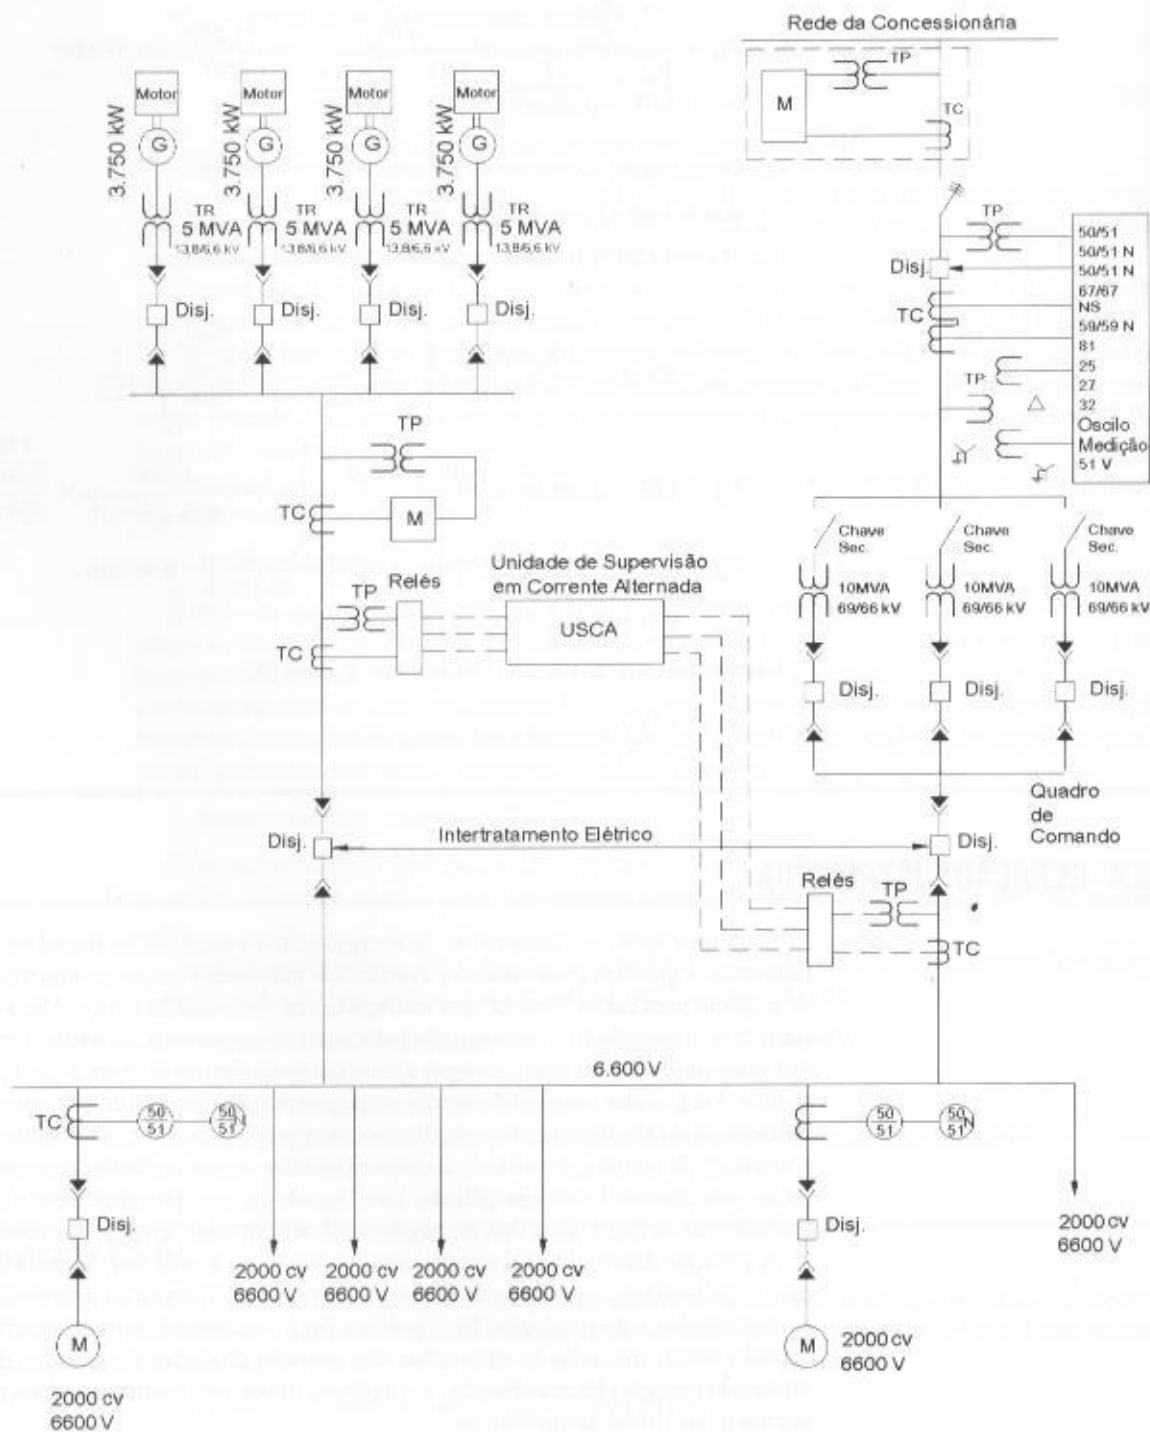 Rede da Concessionária
TP
M
TC
Motor
Motor
Motor
Motor
G
G
G
G
3.750 kW
3.750 kW
3.750 kW
3.750 kW
TR
5 MVA
13,8/6,6 kV
TR
5 MVA
13,8/6,6 kV
TR
5 MVA
13,8/6,6 kV
TR
5 MVA
13,8/6,6 kV
Disj.
Disj.
Disj.
Disj.
TP
Disj.
TC
TP
50/51
50/51 N
50/51 N
67/67
NS
59/59 N
81
25
27
32
Oscilo
Medição
51 V
TP
TC
M
Chave
Sec.
Chave
Sec.
Chave
Sec.
10MVA
69/66 kV
10MVA
69/66 kV
10MVA
69/66 kV
Unidade de Supervisão
em Corrente Alternada
USCA
Relés
TP
TC
Disj.
Disj.
Disj.
Quadro
de
Comando
Disj.
Intertratamento Elétrico
Disj.
Relés
TP
TC
6.600 V
TC
50
51
50
51
N
50
51
50
51
N
Disj.
Disj.
2000 cv
6600 V
2000 cv
6600 V
2000 cv
6600 V
2000 cv
6600 V
2000 cv
6600 V
M
2000 cv
6600 V
M
2000 cv
6600 V